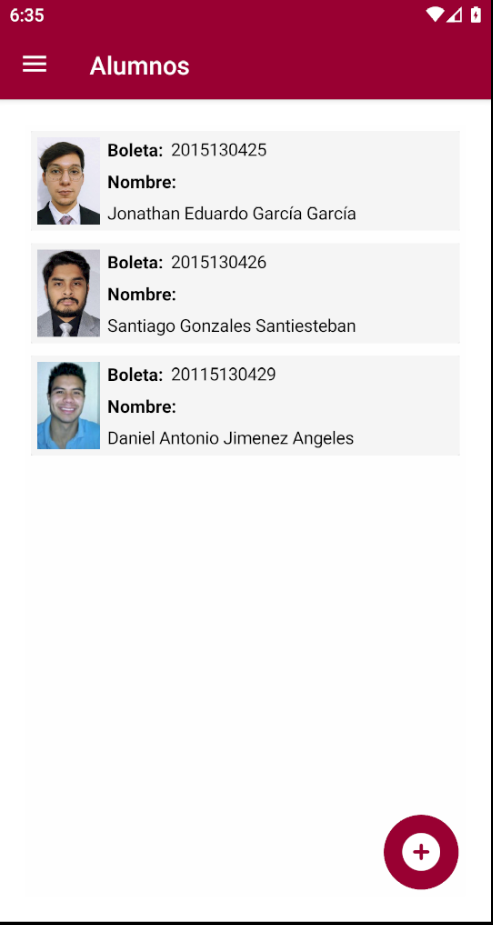 6:35
Alumnos
Boleta: 2015130425
Nombre:
Jonathan Eduardo García García
Boleta: 2015130426
Nombre:
Santiago Gonzales Santiesteban
Boleta: 20115130429
Nombre:
Daniel Antonio Jimenez Angeles